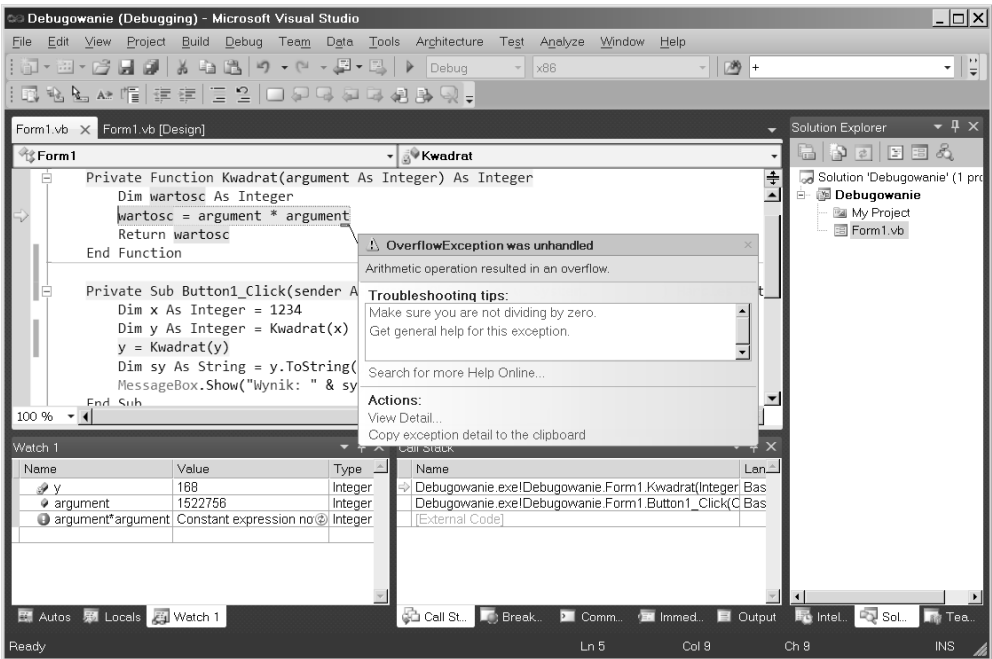 Debugowanie (Debugging) - Microsoft Visual Studio
File Edit View Project Build Debug Team Data Tools Architecture Test Analyze Window Help
Debug x86 +
Form1.vb Form1.vb [Design]
Form1 Kwadrat
Private Function Kwadrat(argument As Integer) As Integer
Dim wartosc As Integer
wartosc = argument * argument
Return wartosc
End Function
Private Sub Button1_Click(sender A
Dim x As Integer = 1234
Dim y As Integer = Kwadrat(x)
y = Kwadrat(y)
Dim sy As String = y.ToString(
MessageBox.Show("Wynik: " & sy
End Sub
100 %
OverflowException was unhandled
Arithmetic operation resulted in an overflow.
Troubleshooting tips:
Make sure you are not dividing by zero.
Get general help for this exception.
Search for more Help Online...
Actions:
View Detail...
Copy exception detail to the clipboard
Solution Explorer
Solution 'Debugowanie' (1 pro
Debugowanie
My Project
Form1.vb
Watch 1
Name Value Type
y 168 Integer
argument 1522756 Integer
argument*argument Constant expression no Integer
Call Stack
Name Lan
Debugowanie.exe!Debugowanie.Form1.Kwadrat(Integer Bas
Debugowanie.exe!Debugowanie.Form1.Button1_Click(O Bas
[External Code]
Autos Locals Watch 1
Call St... Break... Comm... Immed... Output
Intel... Sol... Tea...
Ready Ln 5 Col 9 Ch 9 INS